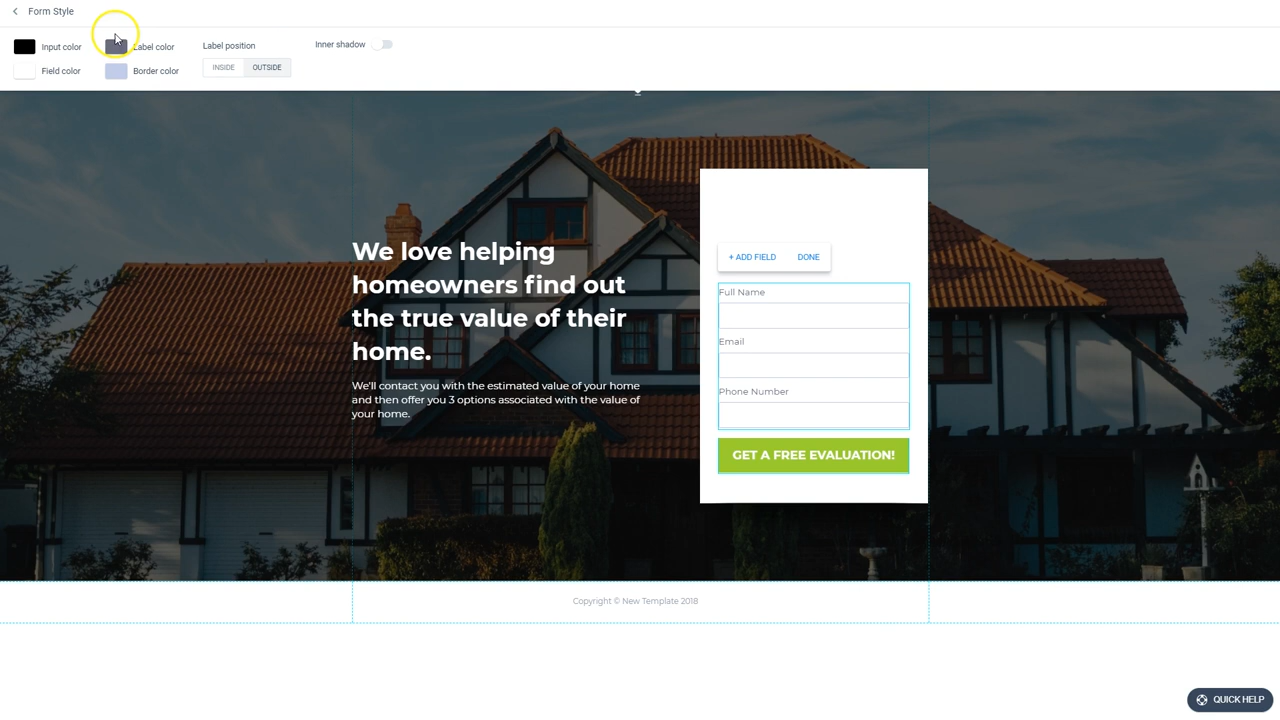 Form Style
Input color
Label color
Label position
Inner shadow
Field color
Border color
INSIDE
OUTSIDE
We love helping
homeowners find out
the true value of their
home.
We'll contact you with the estimated value of your home
and then offer you 3 options associated with the value of
your home.
+ ADD FIELD
DONE
Full Name
Email
Phone Number
GET A FREE EVALUATION!
Copyright © New Template 2018
QUICK HELP